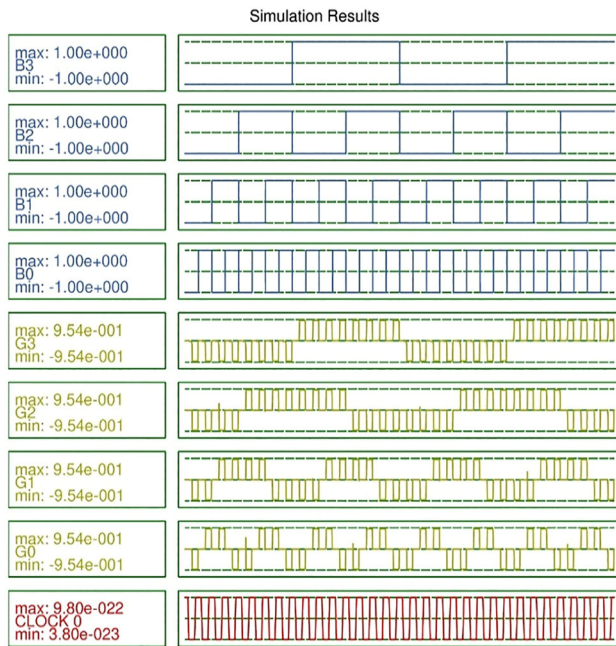 Simulation Results
max: 1.00e+000
B3
min: -1.00e+000
max: 1.00e+000
B2
min: -1.00e+000
max: 1.00e+000
B1
min: -1.00e+000
max: 1.00e+000
B0
min: -1.00e+000
max: 9.54e-001
G3
min: -9.54e-001
max: 9.54e-001
G2
min: -9.54e-001
max: 9.54e-001
G1
min: -9.54e-001
max: 9.54e-001
G0
min: -9.54e-001
max: 9.80e-022
CLOCK 0
min: 3.80e-023